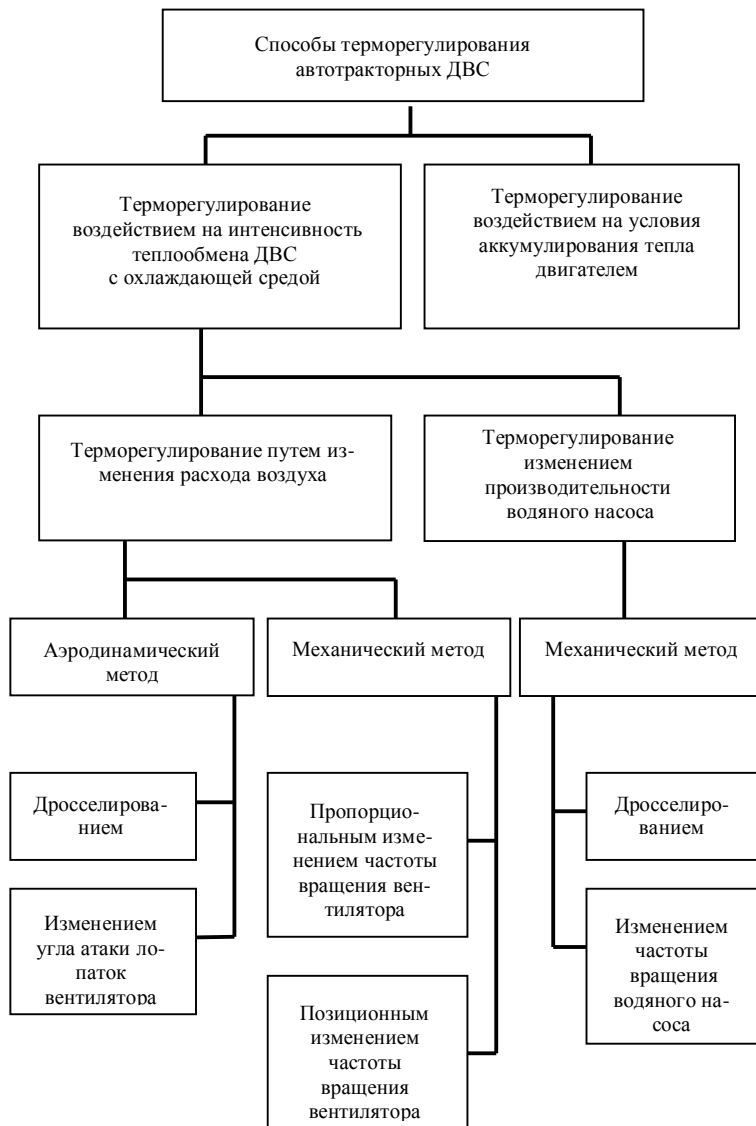 Способы терморегулирования
автотракторных ДВС
Терморегулирование
воздействием на интенсивность
теплообмена ДВС
с охлаждающей средой
Терморегулирование
воздействием на условия
аккумулирования тепла
двигателем
Терморегулирование путем из-
менения расхода воздуха
Терморегулирование
изменением
производительности
водяного насоса
Аэродинамический
метод
Механический метод
Механический метод
Дросселирова-
нием
Пропорцио-
нальным изме-
нением частоты
вращения вен-
тилятора
Дросселиро-
ванием
Изменением
угла атаки ло-
паток
вентилятора
Позиционным
изменением
частоты
вращения
вентилятора
Изменением
частоты
вращения
водяного на-
соса